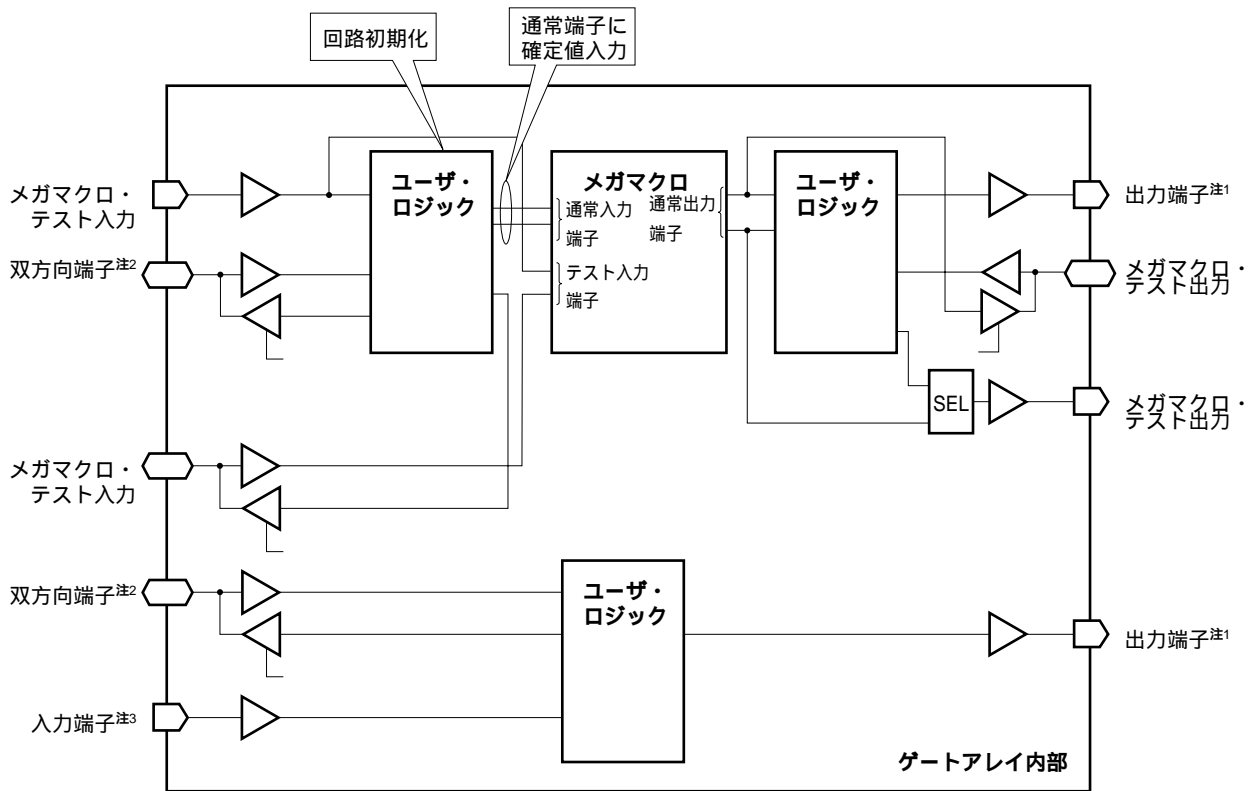 回路初期化
通常端子に
確定値入力
メガマクロ・
テスト入力
双方向端子注2
ユーザ・
ロジック
メガマクロ
通常入力
端子
通常出力
端子
テスト入力
端子
ユーザ・
ロジック
出力端子注1
メガマクロ・
テスト出力
SEL
メガマクロ・
テスト出力
メガマクロ・
テスト入力
双方向端子注2
ユーザ・
ロジック
出力端子注1
入力端子注3
ゲートアレイ内部